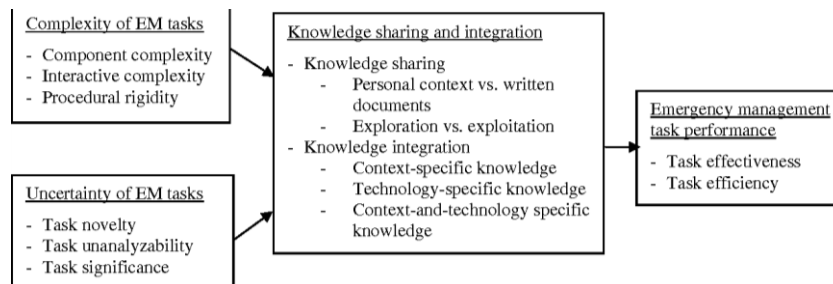 Complexity of EM tasks
- Component complexity
- Interactive complexity
- Procedural rigidity
Uncertainty of EM tasks
- Task novelty
- Task unanalyzability
- Task significance
Knowledge sharing and integration
- Knowledge sharing
- Personal context vs. written
documents
- Exploration vs. exploitation
- Knowledge integration
- Context-specific knowledge
- Technology-specific knowledge
- Context-and-technology specific
knowledge
Emergency management
task performance
- Task effectiveness
- Task efficiency